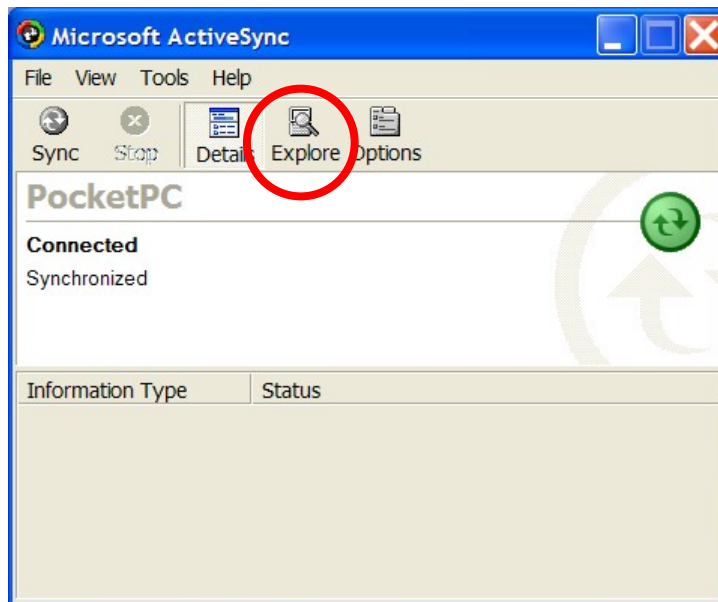 Microsoft ActiveSync
File View Tools Help
Sync Stop Details Explore Options
PocketPC
Connected
Synchronized
Information Type Status